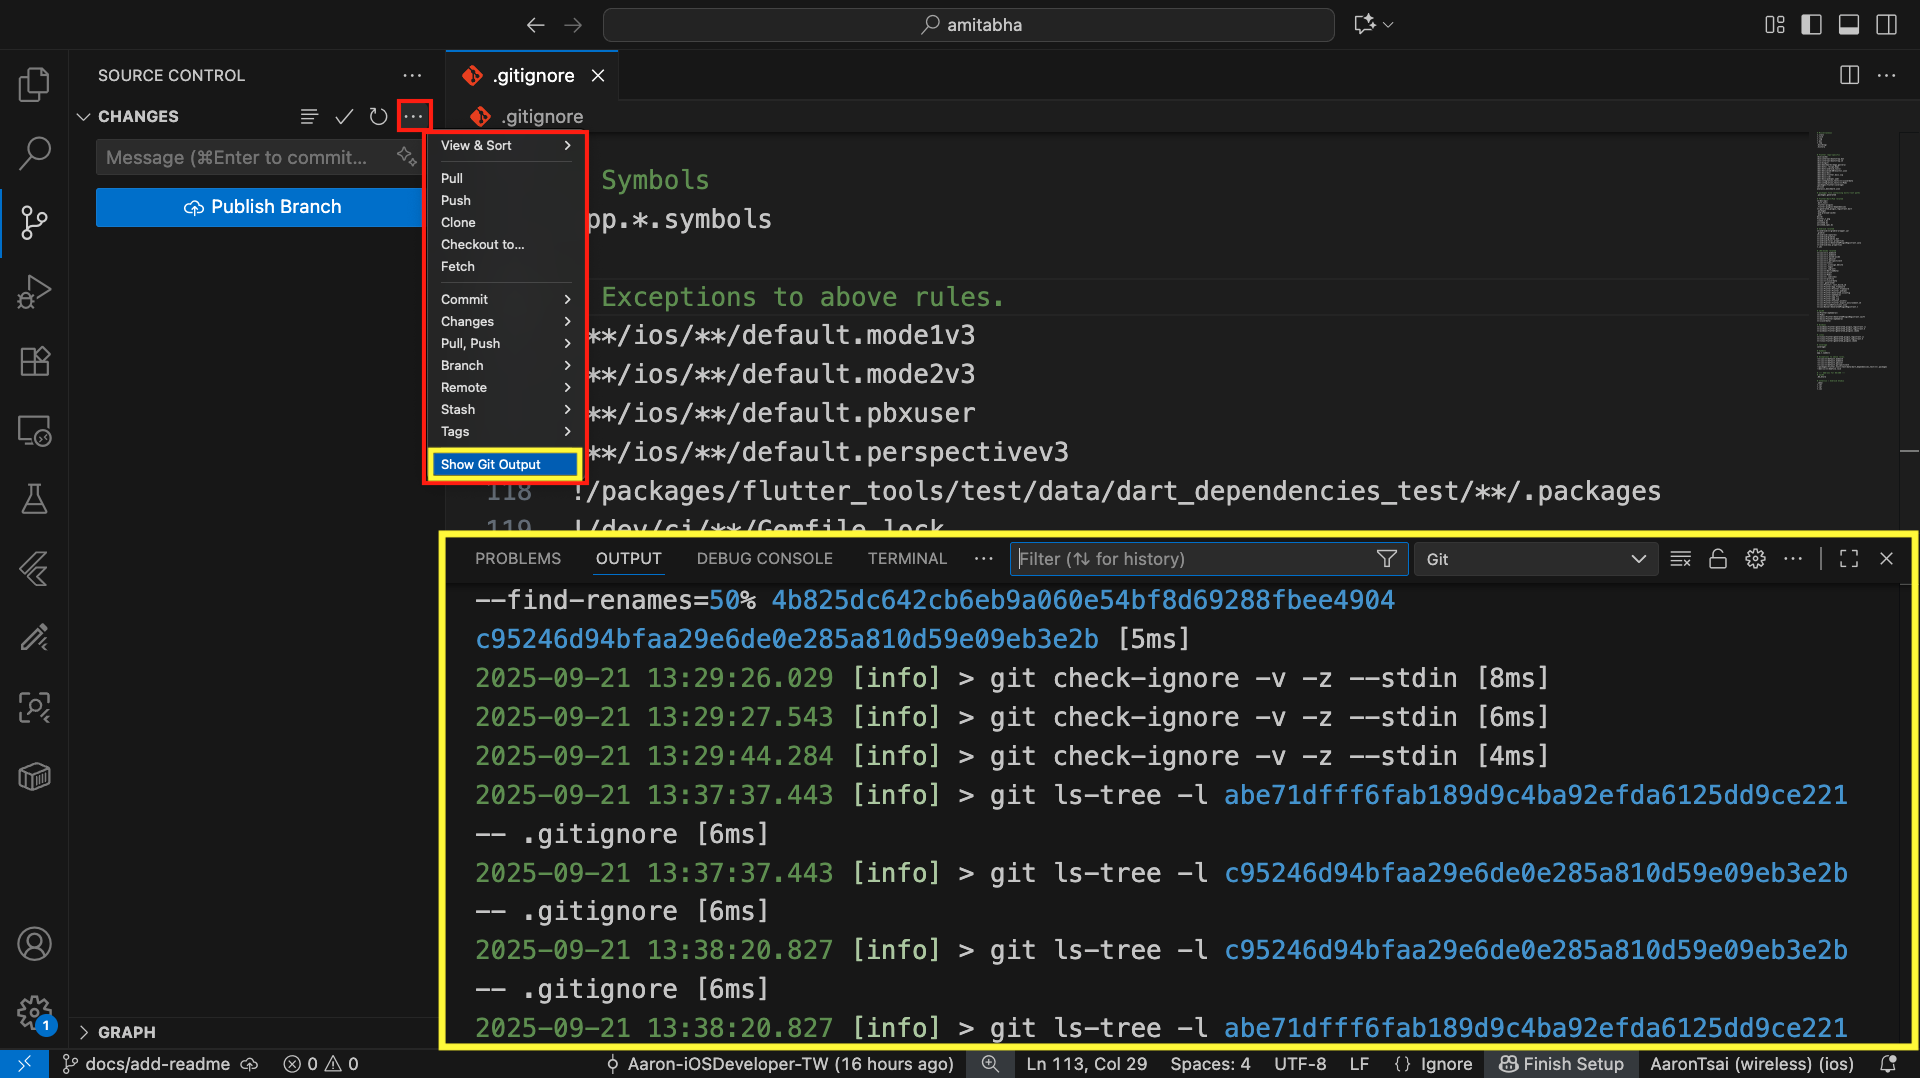 amitabha
SOURCE CONTROL
.gitignore
CHANGES
.gitignore
Message (⌘Enter to commit...
Publish Branch
View & Sort
Pull
Push
Clone
Checkout to...
Fetch
Commit
Changes
Pull, Push
Branch
Remote
Stash
Tags
Show Git Output
Symbols
pp.*.symbols
Exceptions to above rules.
**/ios/**/default.mode1v3
**/ios/**/default.mode2v3
**/ios/**/default.pbxuser
**/ios/**/default.perspectivev3
118 !/packages/flutter_tools/test/data/dart_dependencies_test/**/.packages
119 !/dev/ci/**/Gemfile.lock
PROBLEMS OUTPUT DEBUG CONSOLE TERMINAL ... Filter (⇅ for history) Git
--find-renames=50% 4b825dc642cb6eb9a060e54bf8d69288fbee4904
c95246d94bfaa29e6de0e285a810d59e09eb3e2b [5ms]
2025-09-21 13:29:26.029 [info] > git check-ignore -v -z --stdin [8ms]
2025-09-21 13:29:27.543 [info] > git check-ignore -v -z --stdin [6ms]
2025-09-21 13:29:44.284 [info] > git check-ignore -v -z --stdin [4ms]
2025-09-21 13:37:37.443 [info] > git ls-tree -l abe71dfff6fab189d9c4ba92efda6125dd9ce221
-- .gitignore [6ms]
2025-09-21 13:37:37.443 [info] > git ls-tree -l c95246d94bfaa29e6de0e285a810d59e09eb3e2b
-- .gitignore [6ms]
2025-09-21 13:38:20.827 [info] > git ls-tree -l c95246d94bfaa29e6de0e285a810d59e09eb3e2b
-- .gitignore [6ms]
2025-09-21 13:38:20.827 [info] > git ls-tree -l abe71dfff6fab189d9c4ba92efda6125dd9ce221
1
GRAPH
docs/add-readme 0 0 Aaron-iOSDeveloper-TW (16 hours ago) Ln 113, Col 29 Spaces: 4 UTF-8 LF {} Ignore Finish Setup AaronTsai (wireless) (ios)